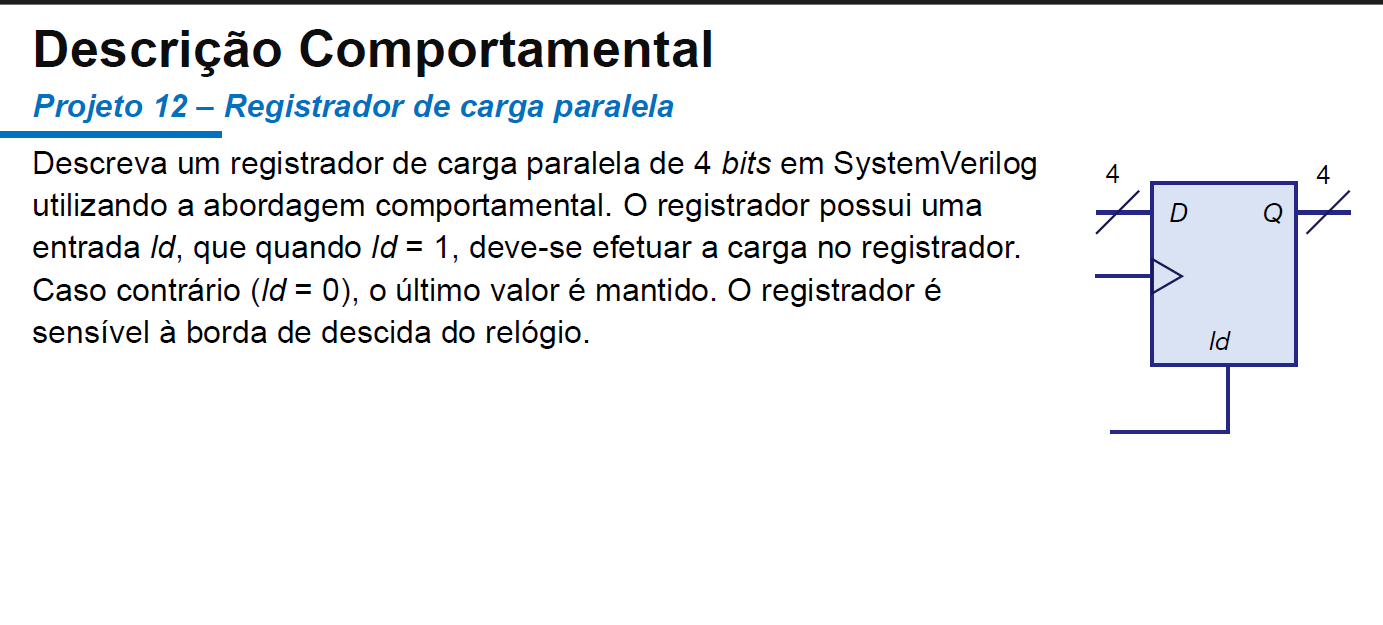 Descrição Comportamental
Projeto 12 – Registrador de carga paralela
Descreva um registrador de carga paralela de 4 bits em SystemVerilog
utilizando a abordagem comportamental. O registrador possui uma
entrada ld, que quando ld = 1, deve-se efetuar a carga no registrador.
Caso contrário (ld = 0), o último valor é mantido. O registrador é
sensível à borda de descida do relógio.
4
4
D
Q
ld